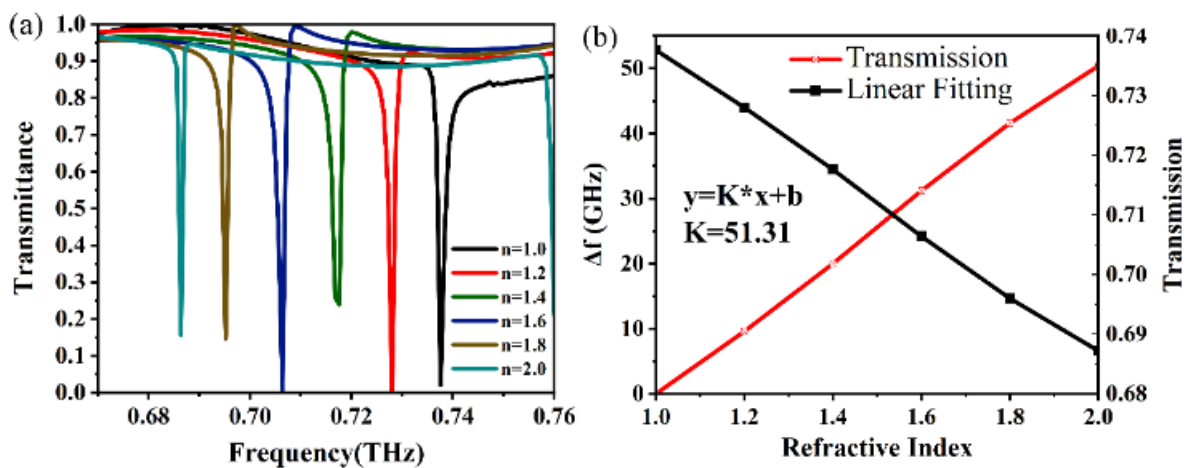 (a)
1.0
0.9
0.8
0.7
0.6
0.5
0.4
0.3
0.2
0.1
0.0
Transmittance
n=1.0
n=1.2
n=1.4
n=1.6
n=1.8
n=2.0
0.68 0.70 0.72 0.74 0.76
Frequency(THz)
(b)
50
40
30
20
10
0
Δf (GHz)
Transmission
Linear Fitting
y=K*x+b
K=51.31
0.74
0.73
0.72
0.71
0.70
0.69
0.68
Transmission
1.0 1.2 1.4 1.6 1.8 2.0
Refractive Index